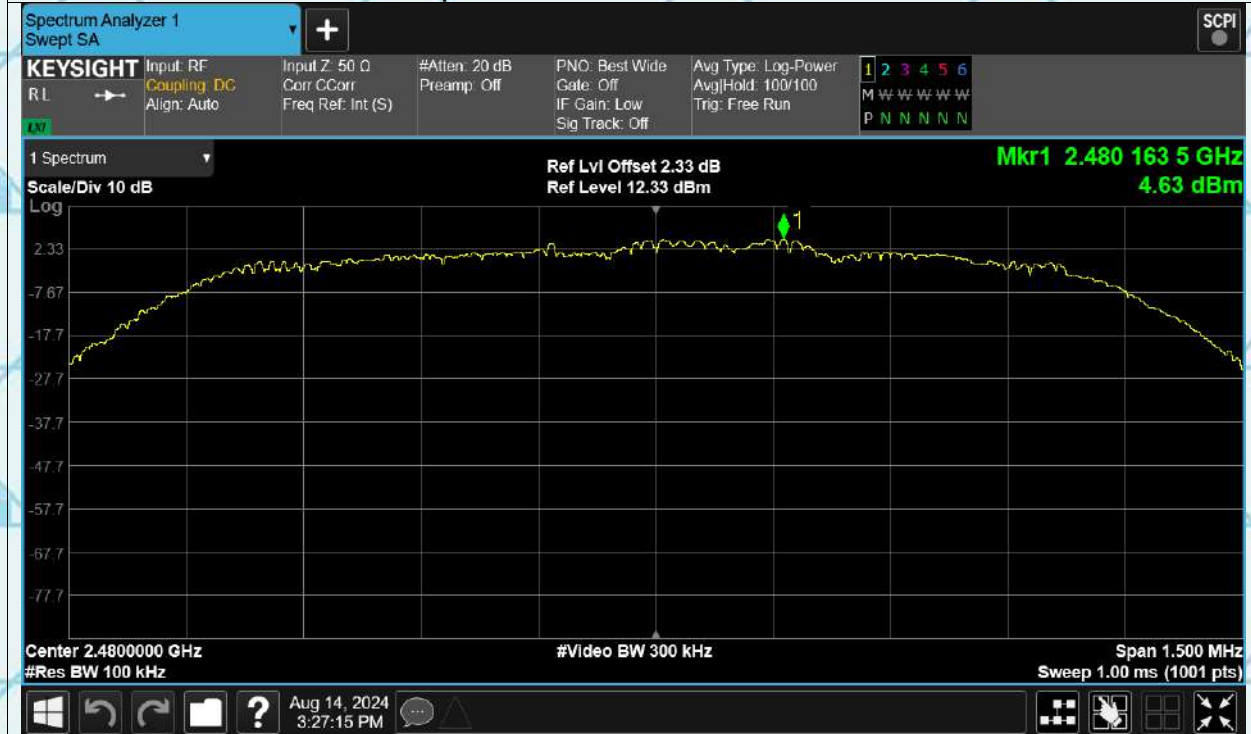 Spectrum Analyzer 1
Swept SA
+
SCPI
KEYSIGHT
RL
LXI
Input: RF
Coupling: DC
Align: Auto
Input Z: 50 Ω
Corr CCorr
Freq Ref: Int (S)
#Atten: 20 dB
Preamp: Off
PNO: Best Wide
Gate: Off
IF Gain: Low
Sig Track: Off
Avg Type: Log-Power
Avg|Hold: 100/100
Trig: Free Run
1 2 3 4 5 6
M W W W W W
P N N N N N
1 Spectrum
Scale/Div 10 dB
Log
Ref Lvl Offset 2.33 dB
Ref Level 12.33 dBm
Mkr1 2.480 163 5 GHz
4.63 dBm
1
2.33
-7.67
-17.7
-27.7
-37.7
-47.7
-57.7
-67.7
-77.7
Center 2.4800000 GHz
#Res BW 100 kHz
#Video BW 300 kHz
Span 1.500 MHz
Sweep 1.00 ms (1001 pts)
?
Aug 14, 2024
3:27:15 PM